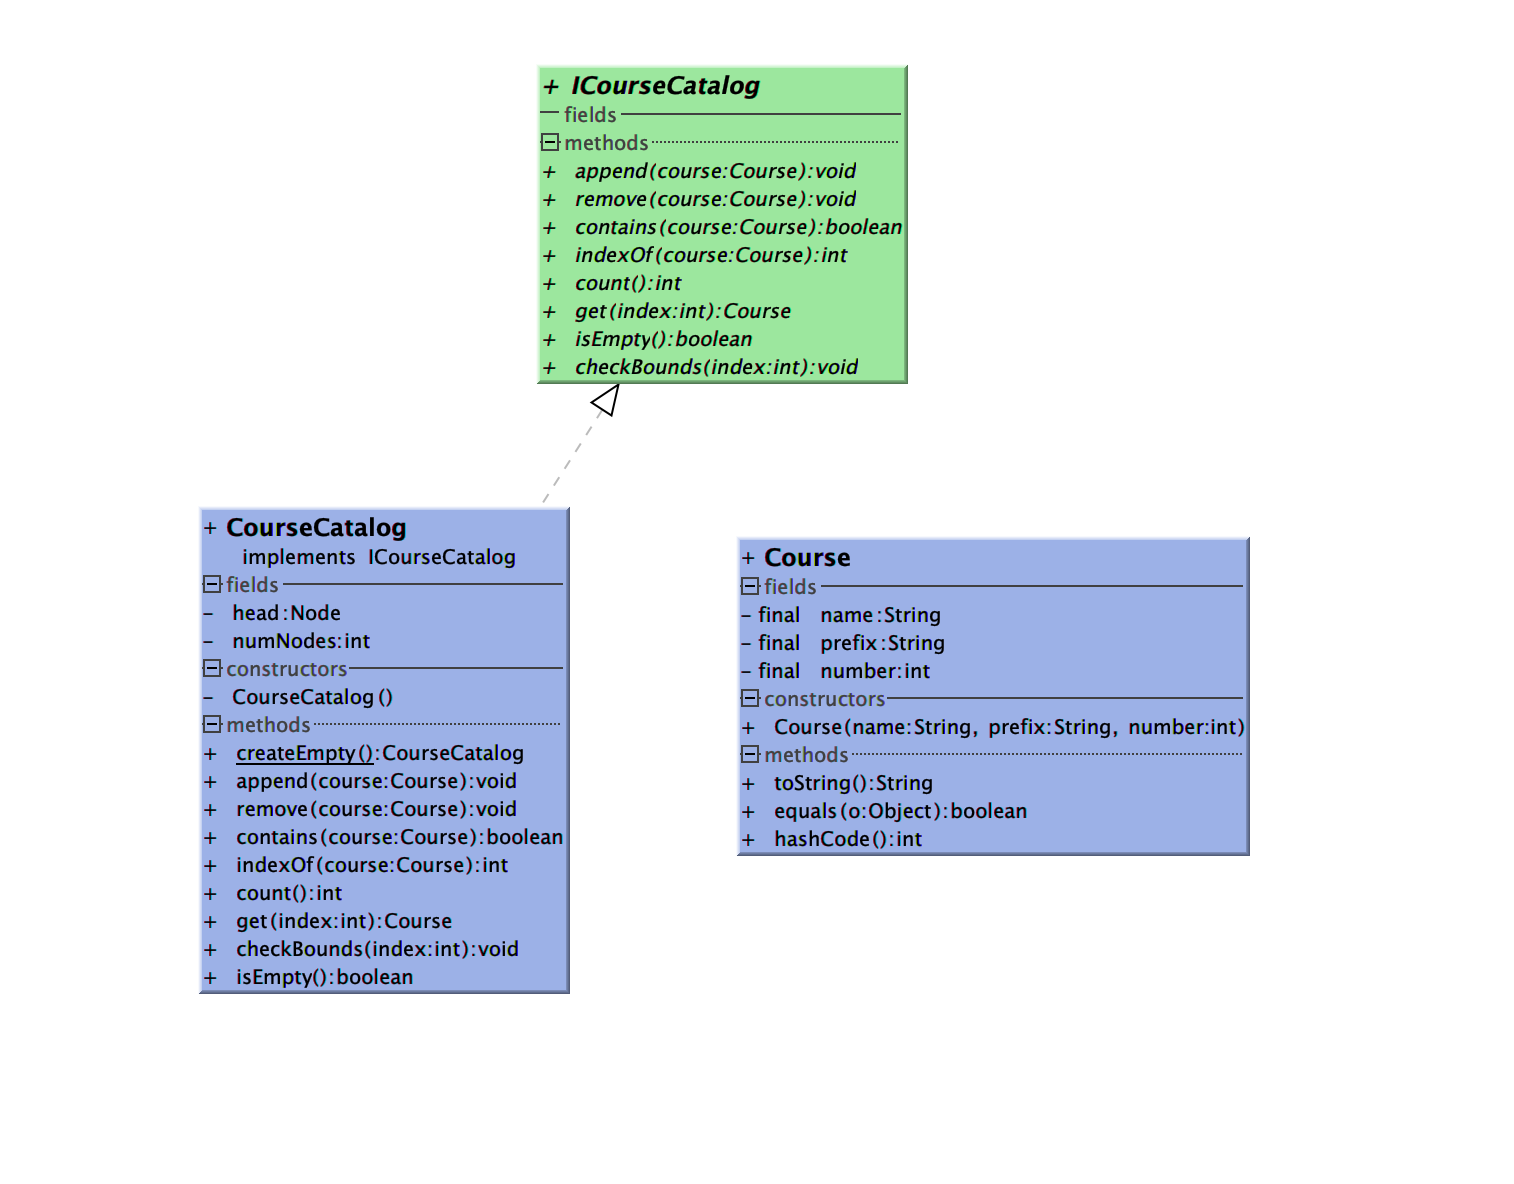 + ICourseCatalog
fields
methods
+ append(course:Course):void
+ remove(course:Course):void
+ contains(course:Course):boolean
+ indexOf(course:Course):int
+ count():int
+ get(index:int):Course
+ isEmpty():boolean
+ checkBounds(index:int):void
+ CourseCatalog
implements ICourseCatalog
fields
- head:Node
- numNodes:int
constructors
- CourseCatalog()
methods
+ createEmpty():CourseCatalog
+ append(course:Course):void
+ remove(course:Course):void
+ contains(course:Course):boolean
+ indexOf(course:Course):int
+ count():int
+ get(index:int):Course
+ checkBounds(index:int):void
+ isEmpty():boolean
+ Course
fields
- final name:String
- final prefix:String
- final number:int
constructors
+ Course(name:String, prefix:String, number:int)
methods
+ toString():String
+ equals(o:Object):boolean
+ hashCode():int